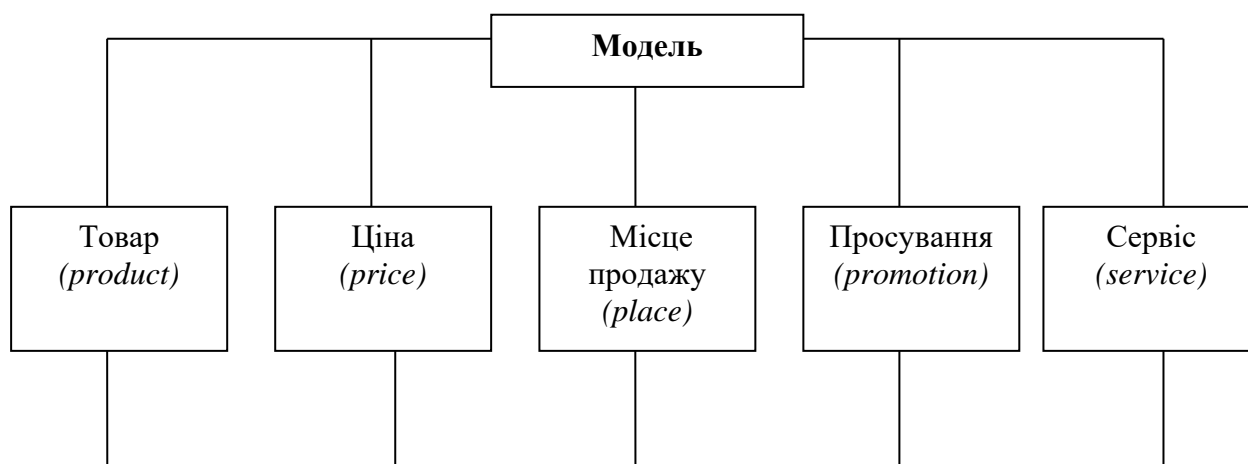 Модель
Товар
(product)
Ціна
(price)
Місце
продажу
(place)
Просування
(promotion)
Сервіс
(service)